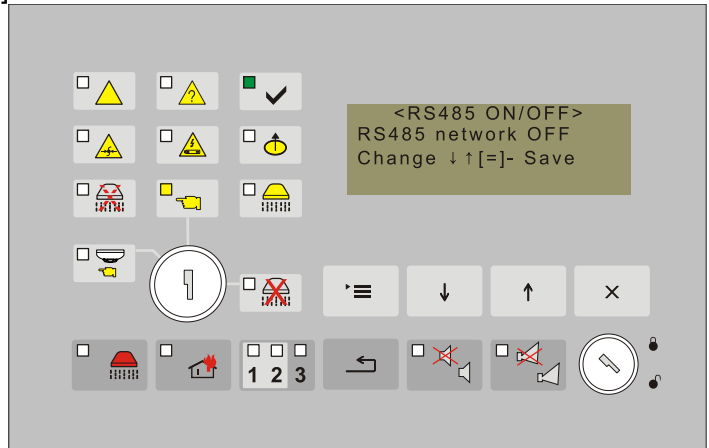 ]
?
<RS485 ON/OFF>
RS485 network OFF
Change ↓↑[=]- Save
1 2 3